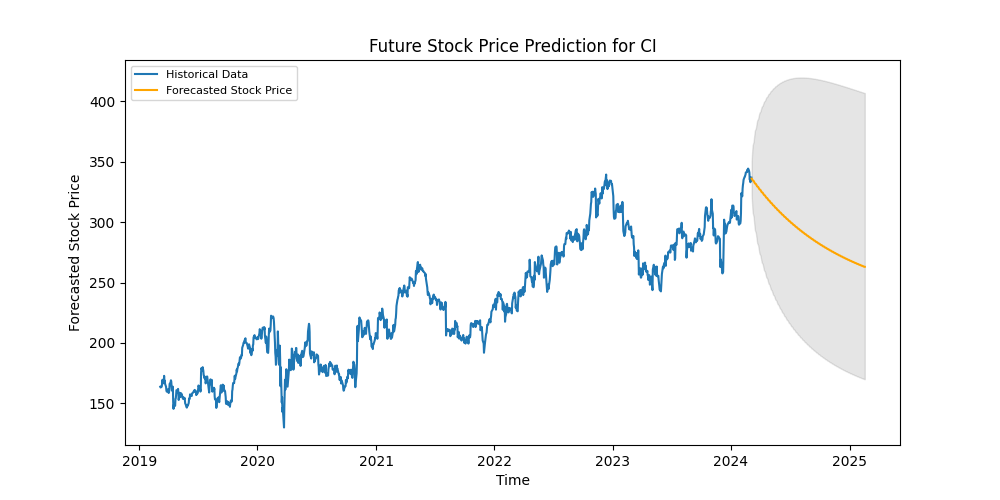 Future Stock Price Prediction for CI
Historical Data
Forecasted Stock Price
400
350
300
250
200
150
Forecasted Stock Price
2019
2020
2021
2022
2023
2024
2025
Time